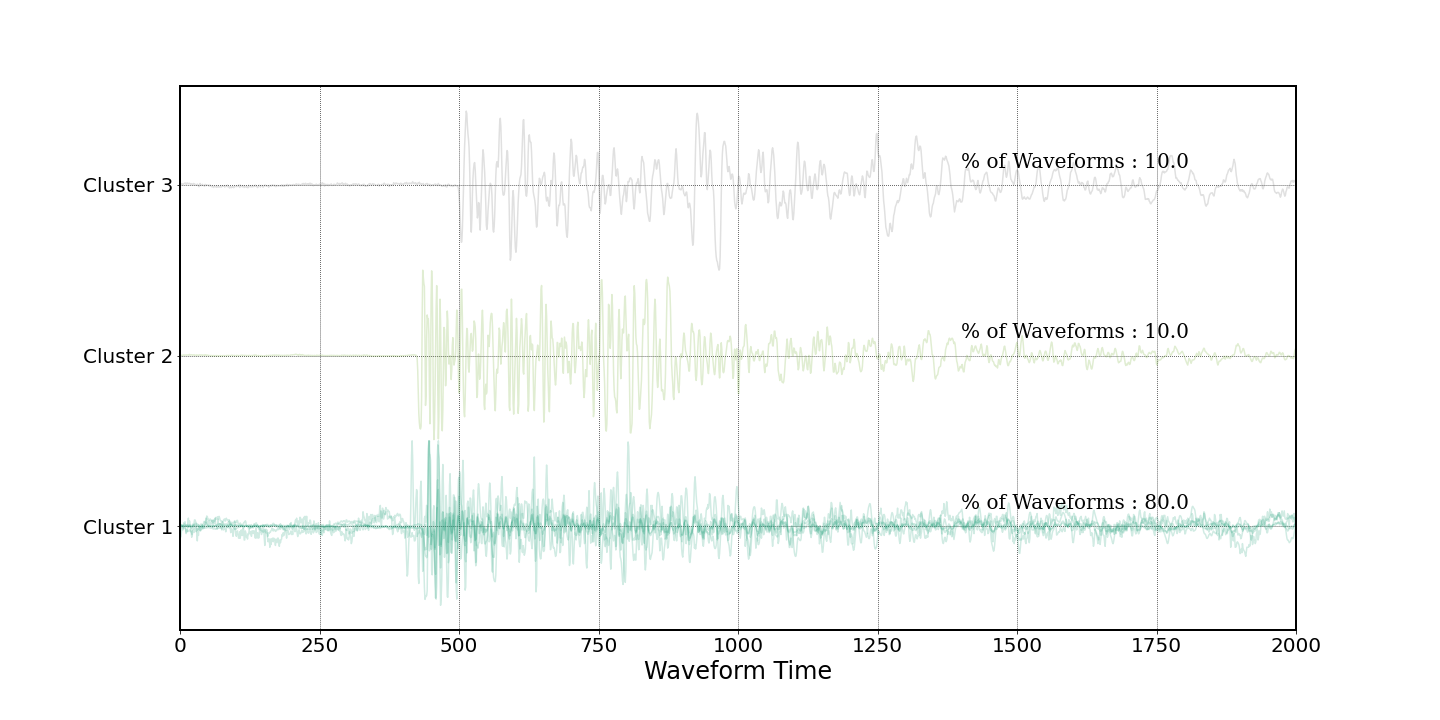 Cluster 3
% of Waveforms : 10.0
Cluster 2
% of Waveforms : 10.0
Cluster 1
% of Waveforms : 80.0
0 250 500 750 1000 1250 1500 1750 2000
Waveform Time